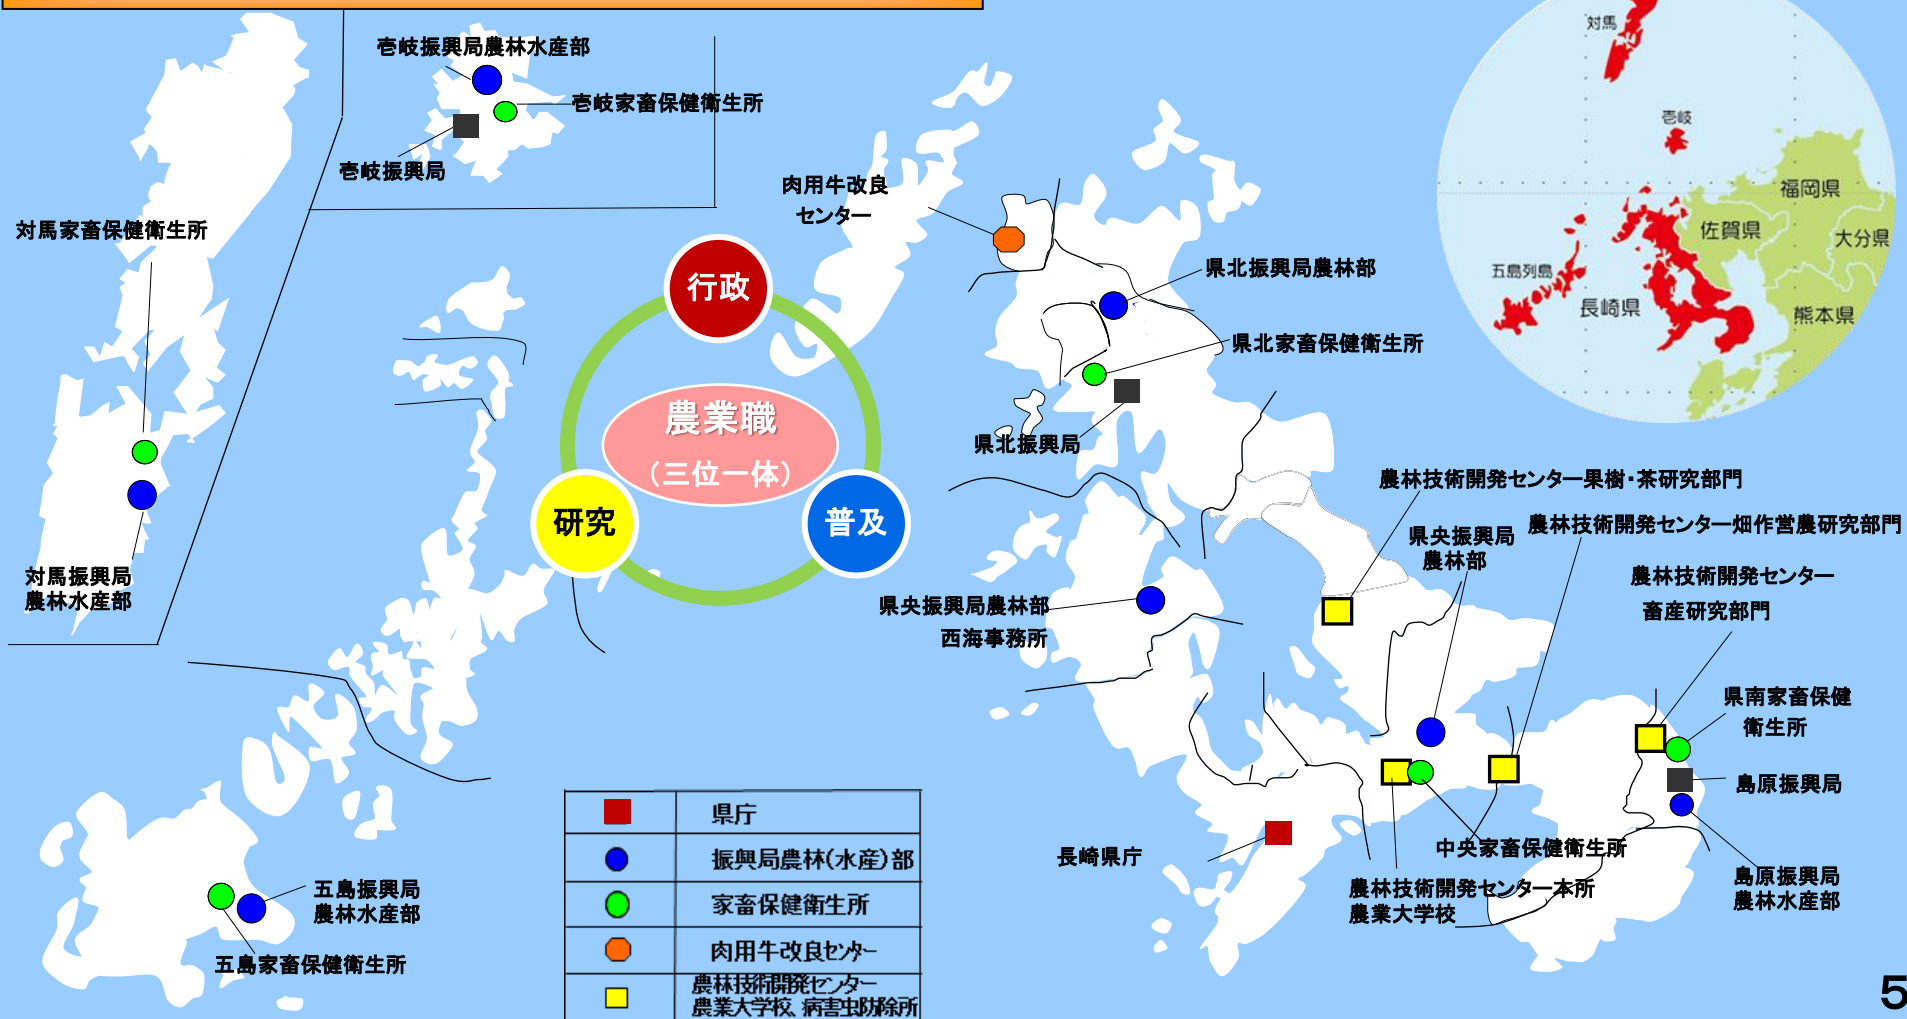 壱岐振興局農林水産部
壱岐家畜保健衛生所
壱岐振興局
対馬家畜保健衛生所
対馬振興局
農林水産部
肉用牛改良
センター
行政
農業職
（三位一体）
研究
普及
県北振興局農林部
県北家畜保健衛生所
県北振興局
対馬
壱岐
福岡県
佐賀県
大分県
五島列島
長崎県
熊本県
農林技術開発センター果樹・茶研究部門
県央振興局
農林部
農林技術開発センター畑作営農研究部門
農林技術開発センター
畜産研究部門
県央振興局農林部
西海事務所
県南家畜保健
衛生所
島原振興局
島原振興局
農林水産部
中央家畜保健衛生所
農林技術開発センター本所
農業大学校
長崎県庁
五島振興局
農林水産部
五島家畜保健衛生所
県庁
振興局農林(水産)部
家畜保健衛生所
肉用牛改良センター
農林技術開発センター
農業大学校、病害虫防除所
5